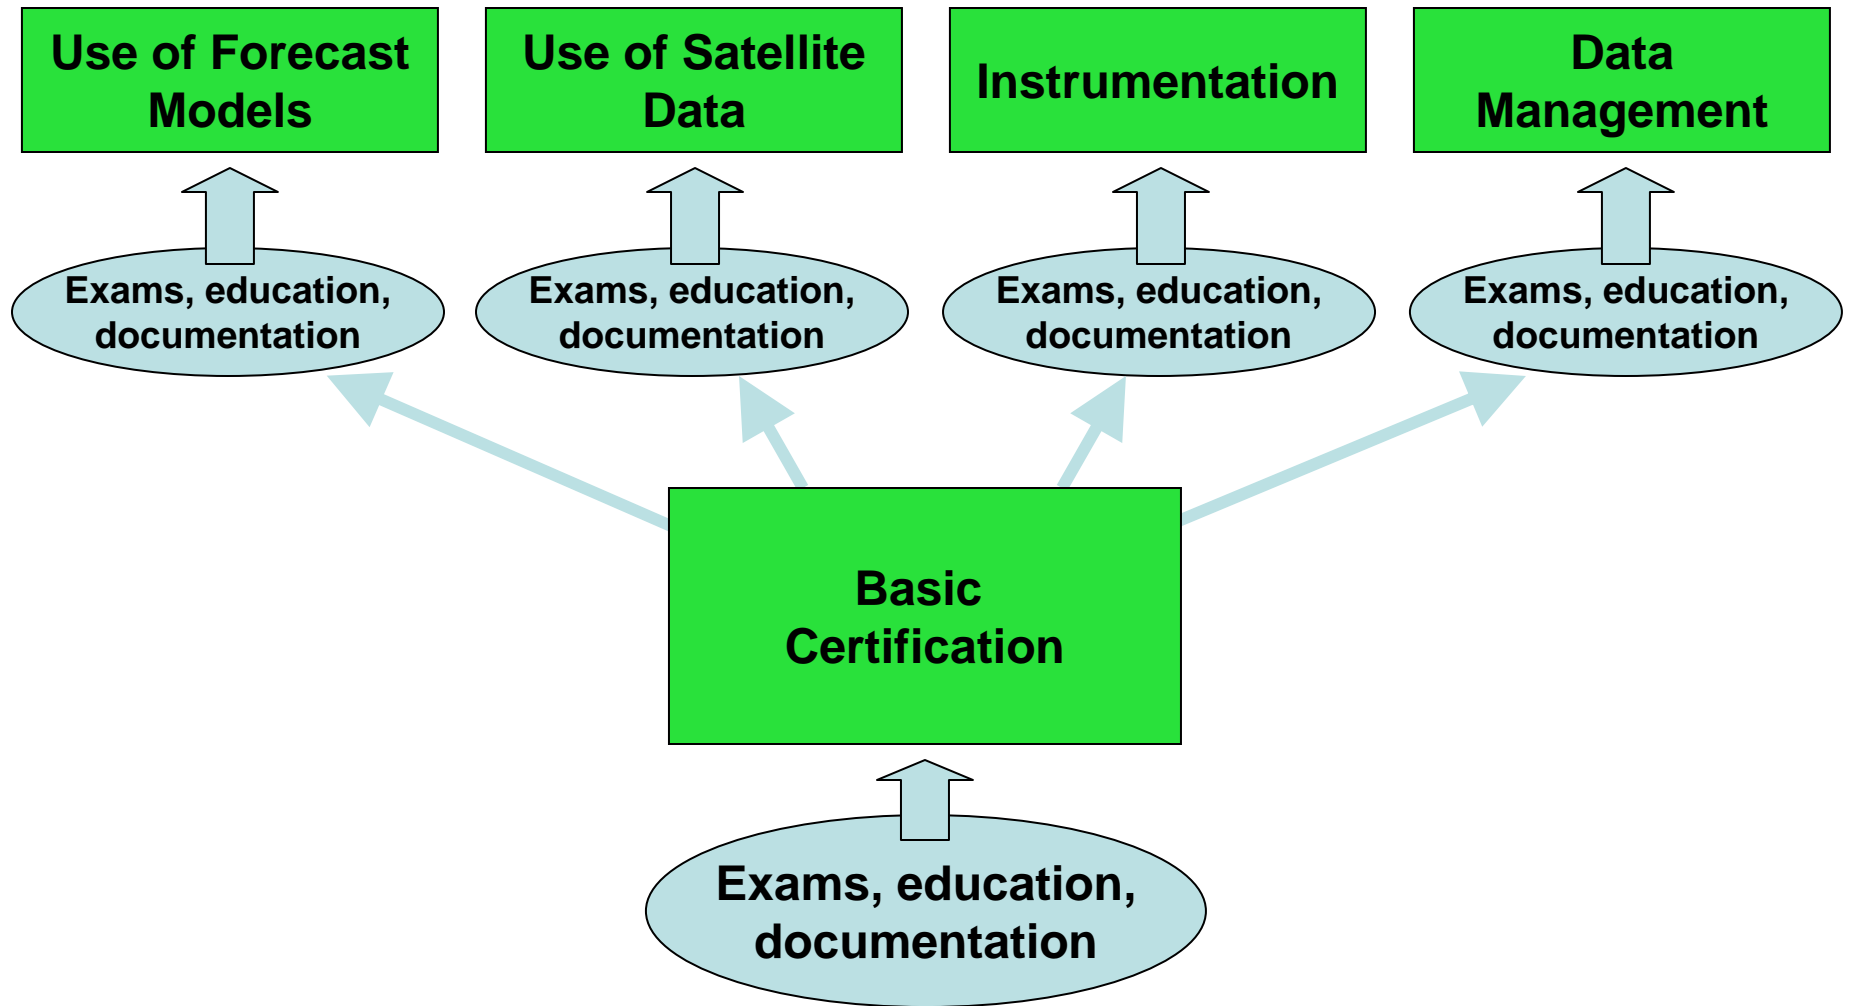 Use of Forecast
Models
Use of Satellite
Data
Instrumentation
Data
Management
Exams, education,
documentation
Exams, education,
documentation
Exams, education,
documentation
Exams, education,
documentation
Basic
Certification
Exams, education,
documentation